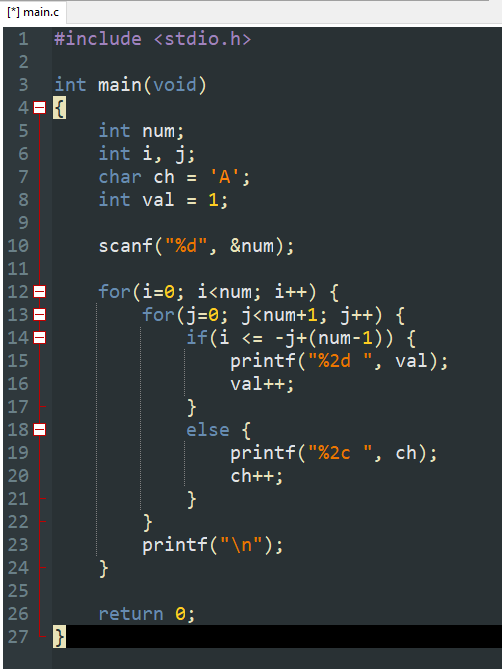 [*] main.c
1 #include <stdio.h>
2
3 int main(void)
4 {
5     int num;
6     int i, j;
7     char ch = 'A';
8     int val = 1;
9
10     scanf("%d", &num);
11
12     for(i=0; i<num; i++) {
13         for(j=0; j<num+1; j++) {
14             if(i <= -j+(num-1)) {
15                 printf("%2d ", val);
16                 val++;
17             }
18             else {
19                 printf("%2c ", ch);
20                 ch++;
21             }
22         }
23         printf("\n");
24     }
25
26     return 0;
27 }